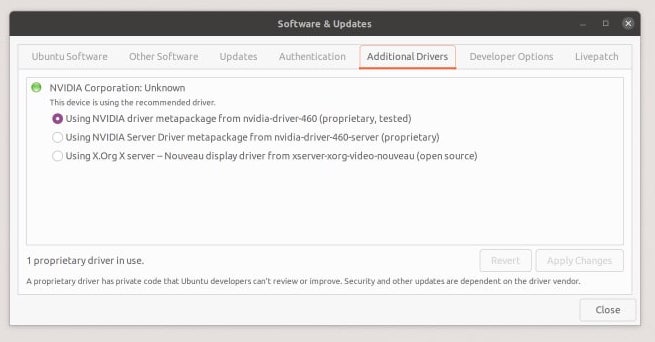 Software & Updates
Ubuntu Software Other Software Updates Authentication Additional Drivers Developer Options Livepatch
NVIDIA Corporation: Unknown
This device is using the recommended driver.
Using NVIDIA driver metapackage from nvidia-driver-460 (proprietary, tested)
Using NVIDIA Server Driver metapackage from nvidia-driver-460-server (proprietary)
Using X.Org X server – Nouveau display driver from xserver-xorg-video-nouveau (open source)
1 proprietary driver in use. Revert Apply Changes
A proprietary driver has private code that Ubuntu developers can't review or improve. Security and other updates are dependent on the driver vendor.
Close